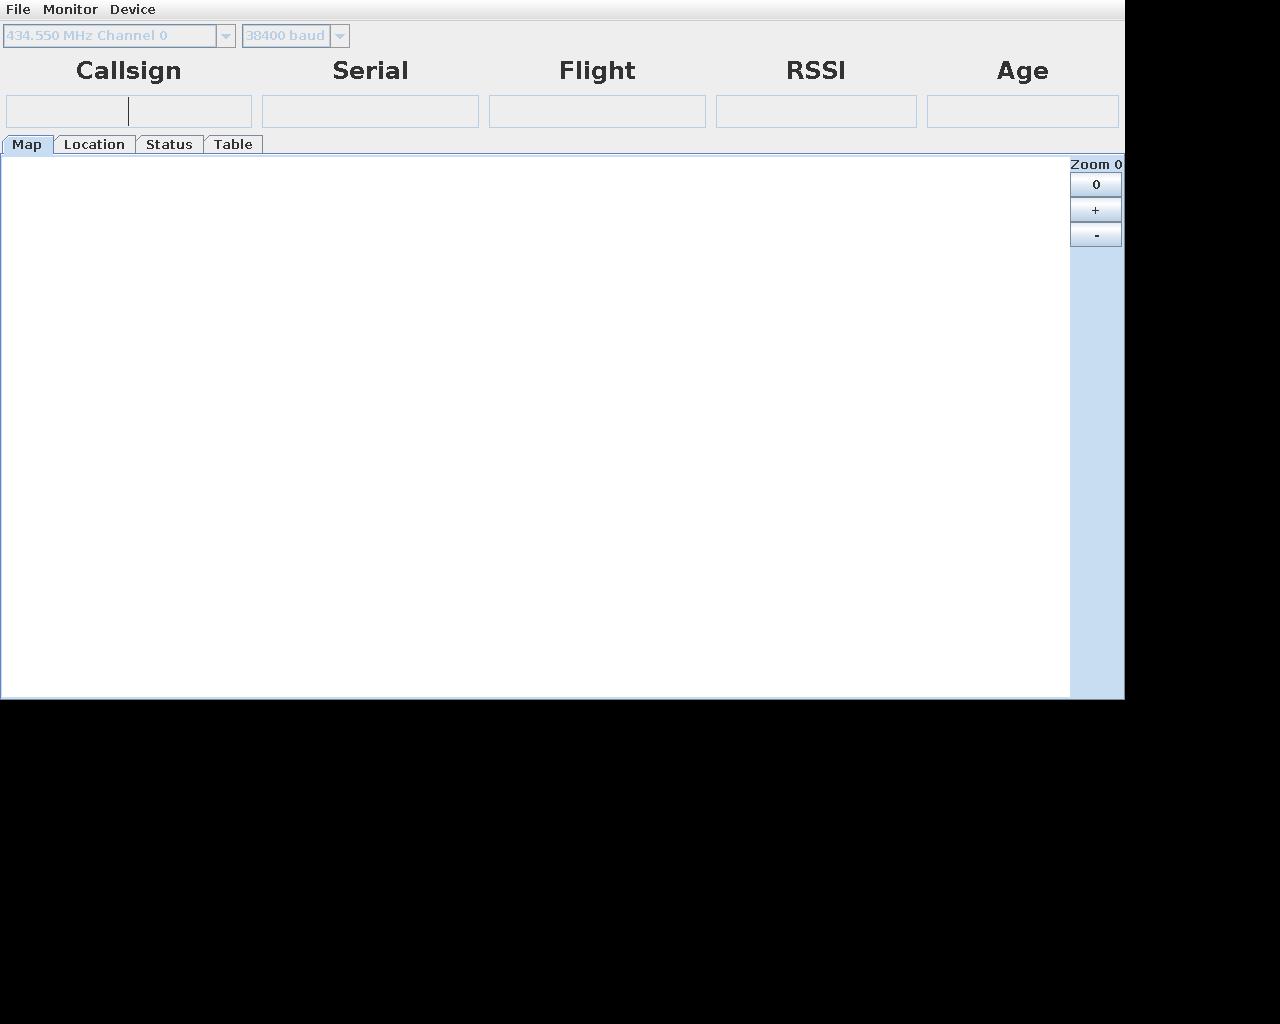 File Monitor Device
434.550 MHz Channel 0 38400 baud
Callsign Serial Flight RSSI Age
Map Location Status Table
Zoom 0
0
+
-